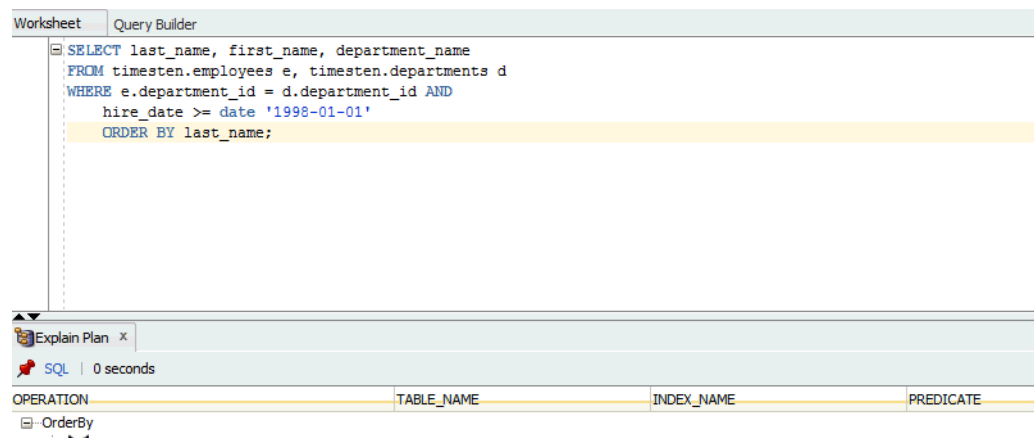 Worksheet Query Builder
SELECT last_name, first_name, department_name
FROM timesten.employees e, timesten.departments d
WHERE e.department_id = d.department_id AND
hire_date >= date '1998-01-01'
ORDER BY last_name;
Explain Plan x
SQL | 0 seconds
OPERATION TABLE_NAME INDEX_NAME PREDICATE
OrderBy